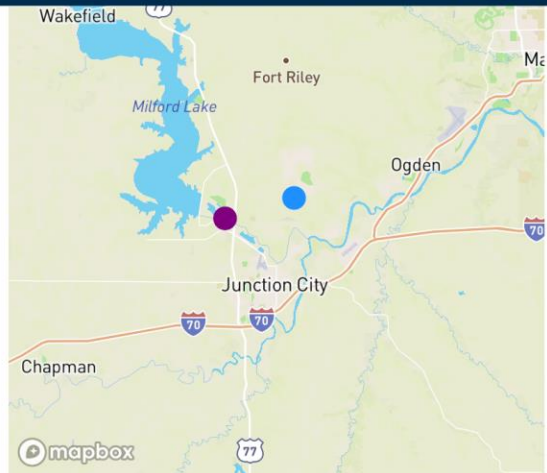 77
Wakefield
Ma
Fort Riley
Milford Lake
Ogden
70
Junction City
70
70
Chapman
mapbox
77